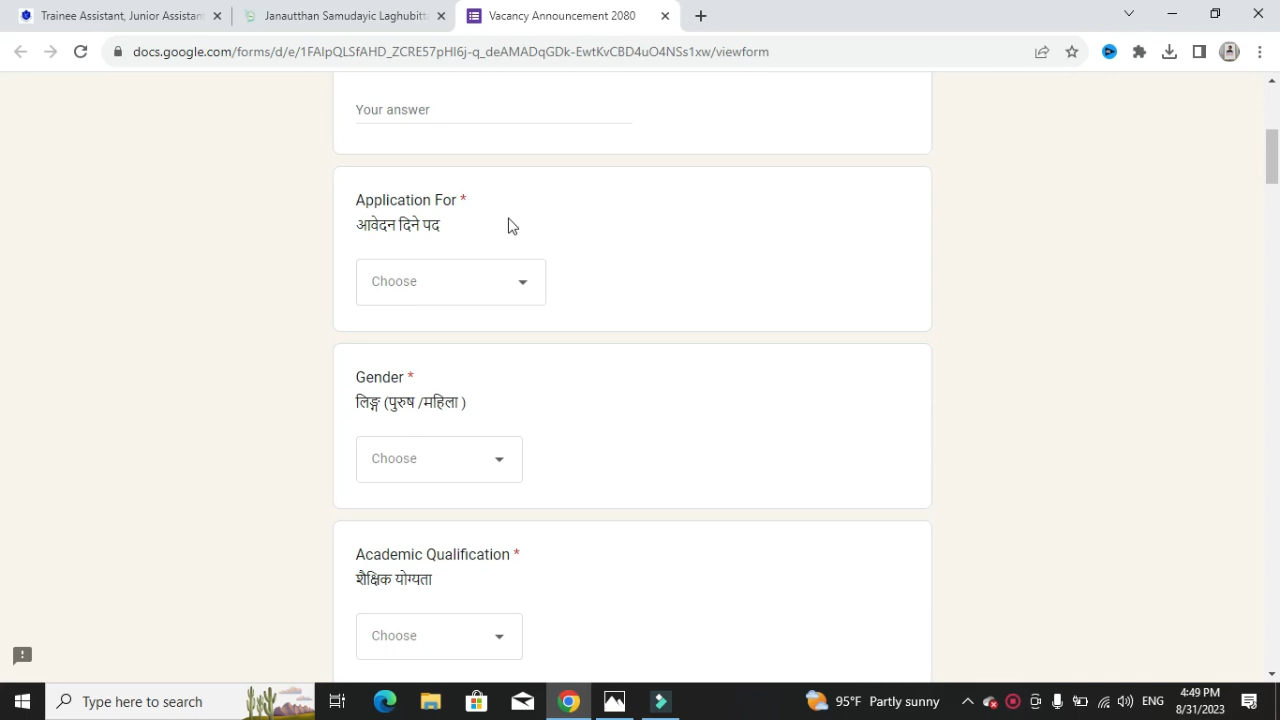 Trainee Assistant, Junior Assistan
Janautthan Samudayic Laghubitt
Vacancy Announcement 2080
docs.google.com/forms/d/e/1FAIpQLSfAHD_ZCRE57pHI6j-q_deAMADqGDk-EwtKvCBD4uO4NSs1xw/viewform
Your answer
Application For *
आवेदन दिने पद
Choose
Gender *
लिङ्ग (पुरुष /महिला )
Choose
Academic Qualification *
शैक्षिक योग्यता
Choose
Type here to search
95°F Partly sunny
ENG
4:49 PM
8/31/2023